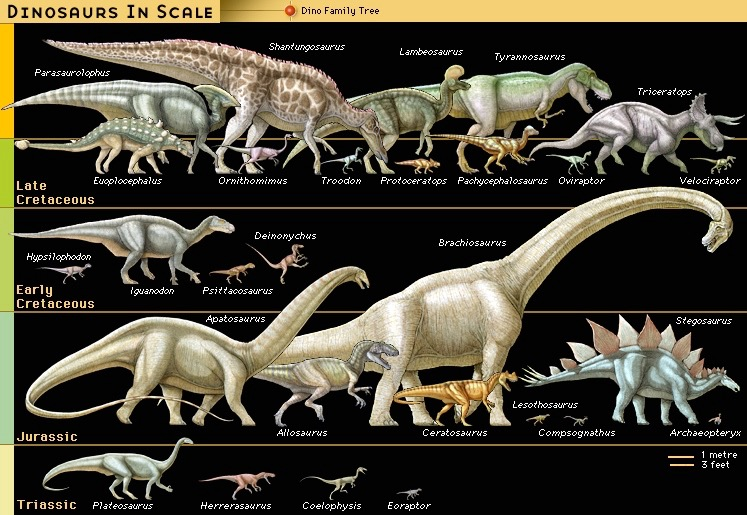 DINOSAURS IN SCALE
Dino Family Tree
Shantungosaurus
Lambeosaurus
Tyrannosaurus
Parasaurolophus
Triceratops
Euoplocephalus
Ornithomimus
Troodon
Protoceratops
Pachycephalosaurus
Oviraptor
Velociraptor
Late
Cretaceous
Deinonychus
Brachiosaurus
Hypsilophodon
Iguanodon
Psittacosaurus
Early
Cretaceous
Apatosaurus
Stegosaurus
Lesothosaurus
Allosaurus
Ceratosaurus
Compsognathus
Archaeopteryx
Jurassic
1 metre
3 feet
Triassic
Plateosaurus
Herrerasaurus
Coelophysis
Eoraptor